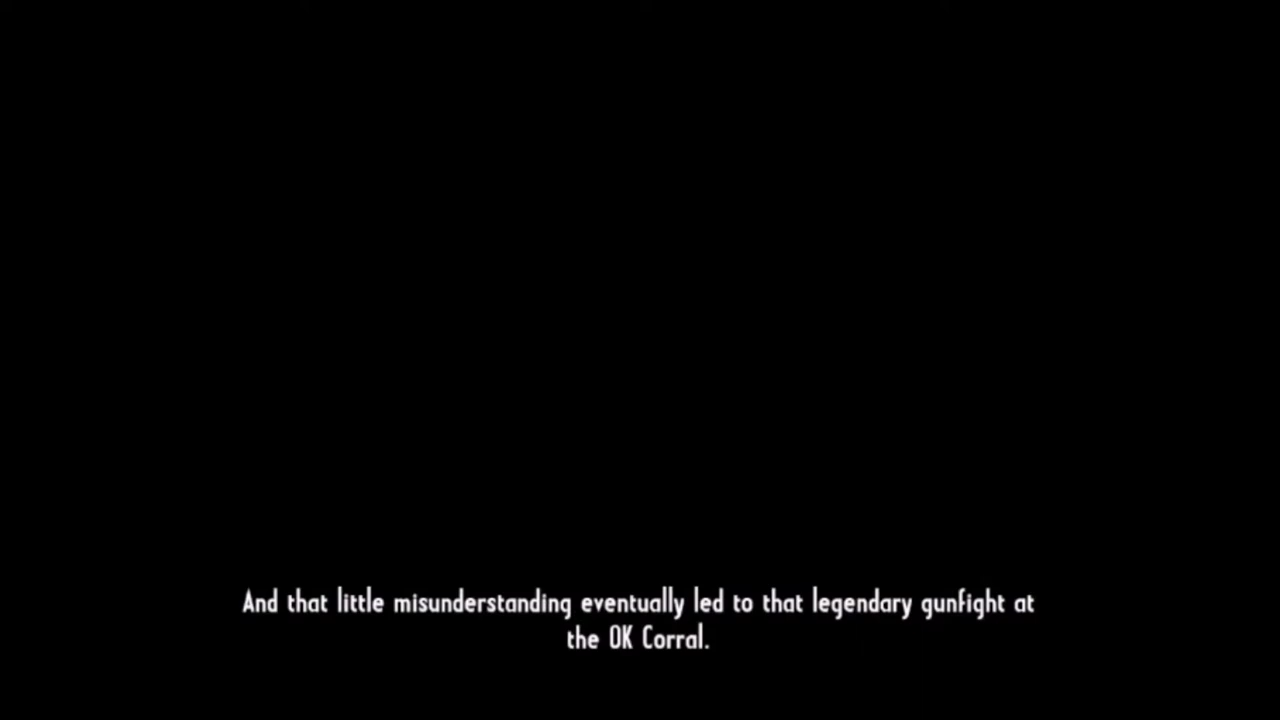 And that little misunderstanding eventually led to that legendary gunfight at
the OK Corral.